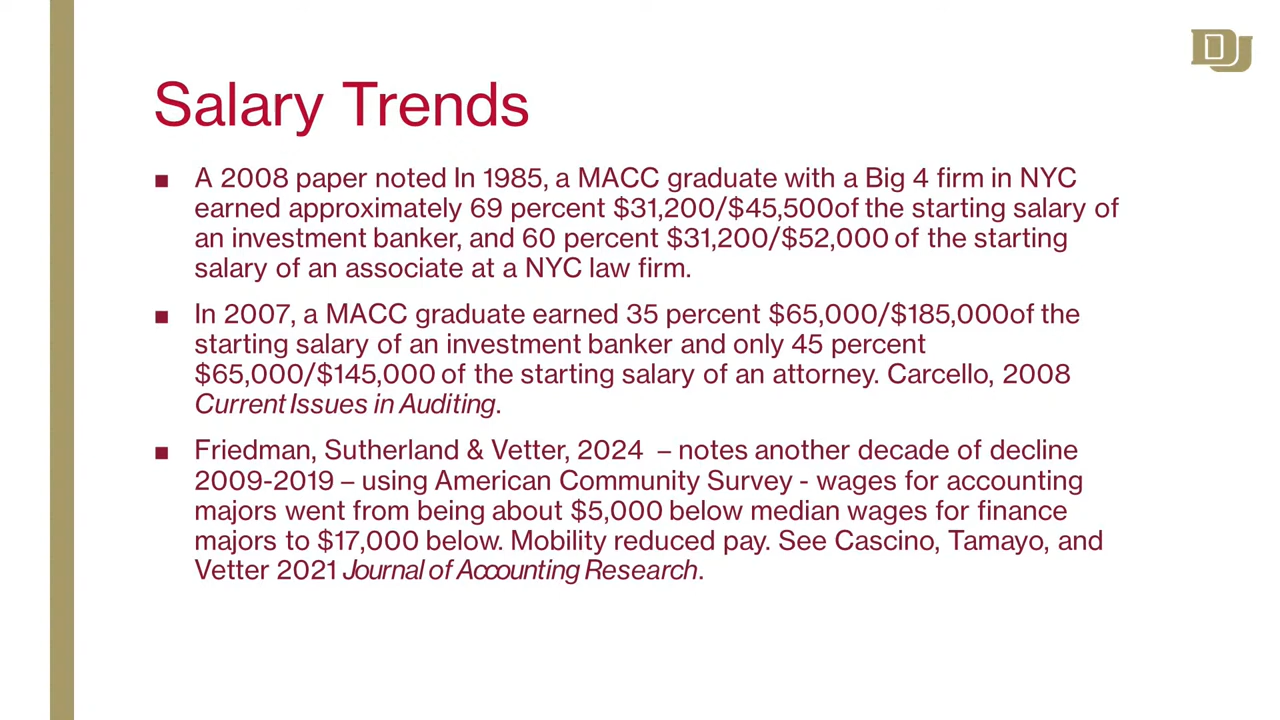 DU
Salary Trends
■ A 2008 paper noted In 1985, a MACC graduate with a Big 4 firm in NYC
earned approximately 69 percent $31,200/$45,500of the starting salary of
an investment banker, and 60 percent $31,200/$52,000 of the starting
salary of an associate at a NYC law firm.
■ In 2007, a MACC graduate earned 35 percent $65,000/$185,000of the
starting salary of an investment banker and only 45 percent
$65,000/$145,000 of the starting salary of an attorney. Carcello, 2008
Current Issues in Auditing.
■ Friedman, Sutherland & Vetter, 2024 – notes another decade of decline
2009-2019 – using American Community Survey - wages for accounting
majors went from being about $5,000 below median wages for finance
majors to $17,000 below. Mobility reduced pay. See Cascino, Tamayo, and
Vetter 2021 Journal of Accounting Research.